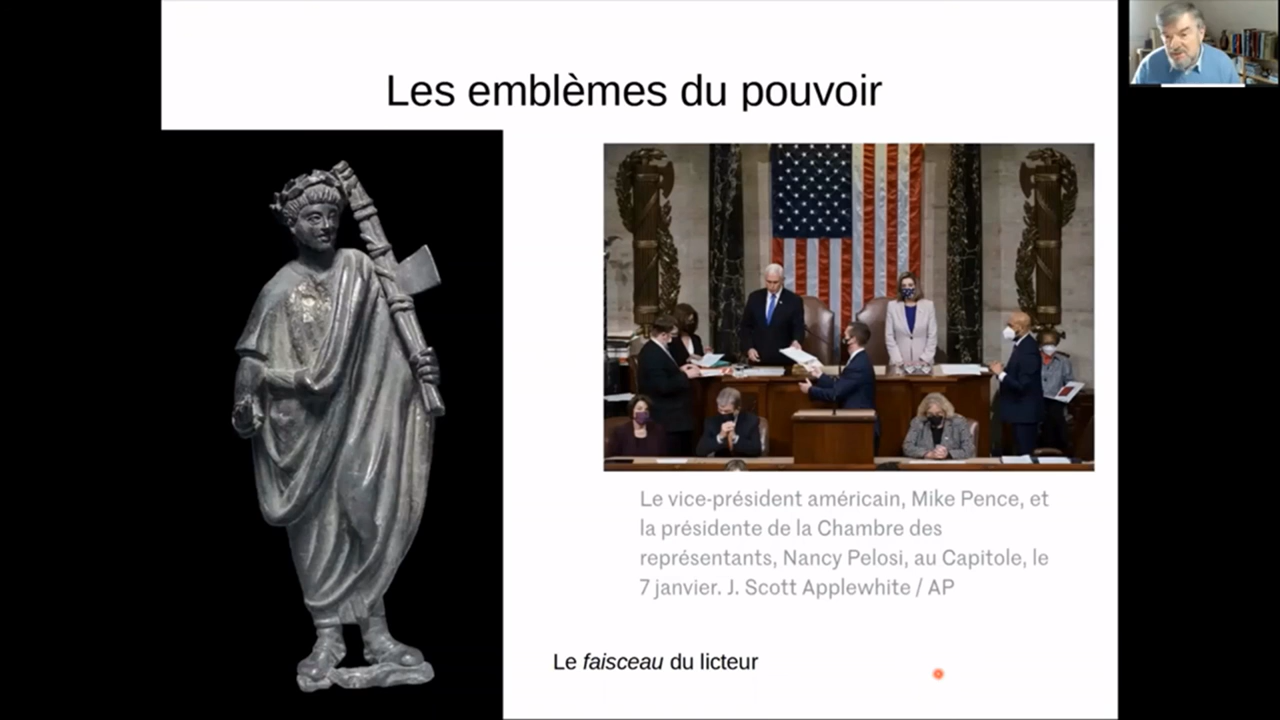 Les emblèmes du pouvoir
Le vice-président américain, Mike Pence, et
la présidente de la Chambre des
représentants, Nancy Pelosi, au Capitole, le
7 janvier. J. Scott Applewhite / AP
Le faisceau du licteur